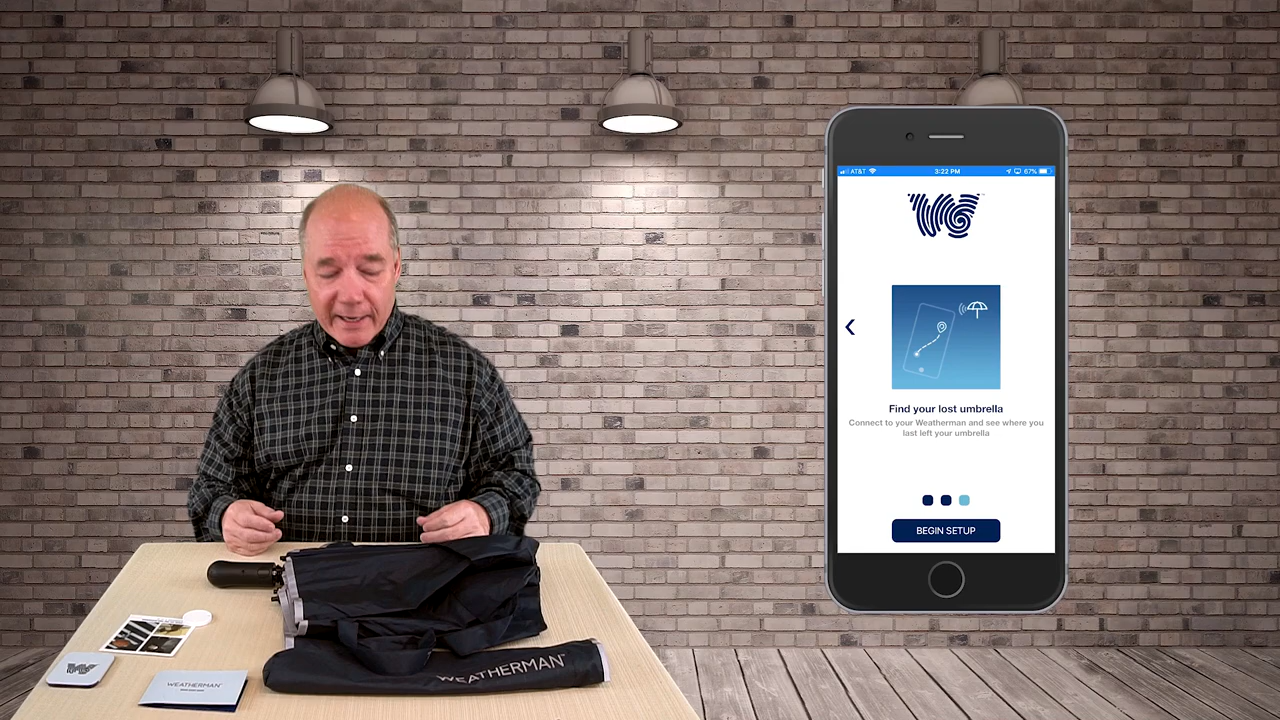 AT&T
3:22 PM
67%
Find your lost umbrella
Connect to your Weatherman and see where you
last left your umbrella
BEGIN SETUP
WEATHERMAN
WEATHERMAN